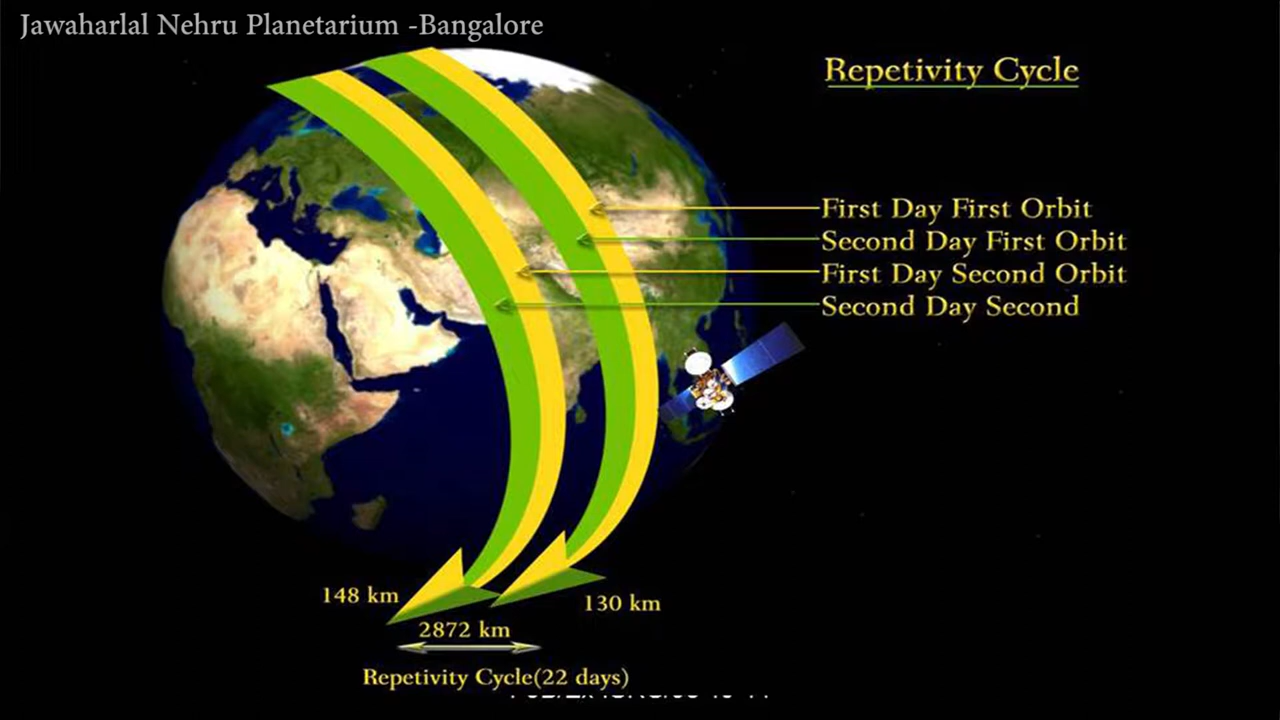 Jawaharlal Nehru Planetarium -Bangalore
Repetivity Cycle
First Day First Orbit
Second Day First Orbit
First Day Second Orbit
Second Day Second
148 km
130 km
2872 km
Repetivity Cycle(22 days)